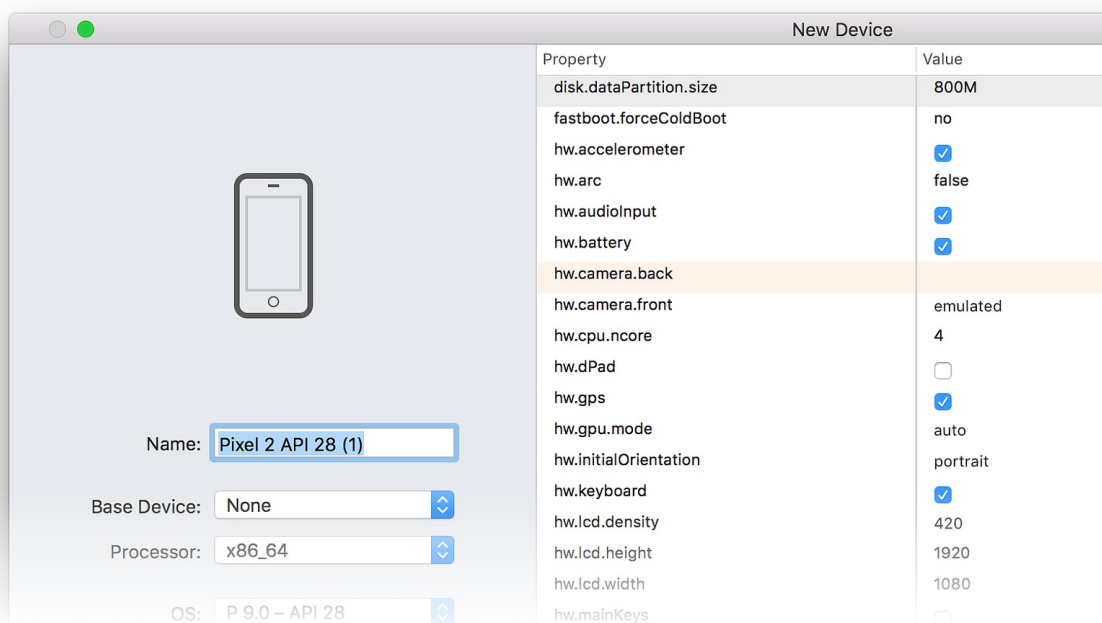 New Device
Property Value
disk.dataPartition.size 800M
fastboot.forceColdBoot no
hw.accelerometer
hw.arc false
hw.audioInput
hw.battery
hw.camera.back
hw.camera.front emulated
hw.cpu.ncore 4
hw.dPad
hw.gps
hw.gpu.mode auto
hw.initialOrientation portrait
hw.keyboard
hw.lcd.density 420
hw.lcd.height 1920
hw.lcd.width 1080
hw.mainKeys
Name: Pixel 2 API 28 (1)
Base Device: None
Processor: x86_64
OS: P 9.0 – API 28